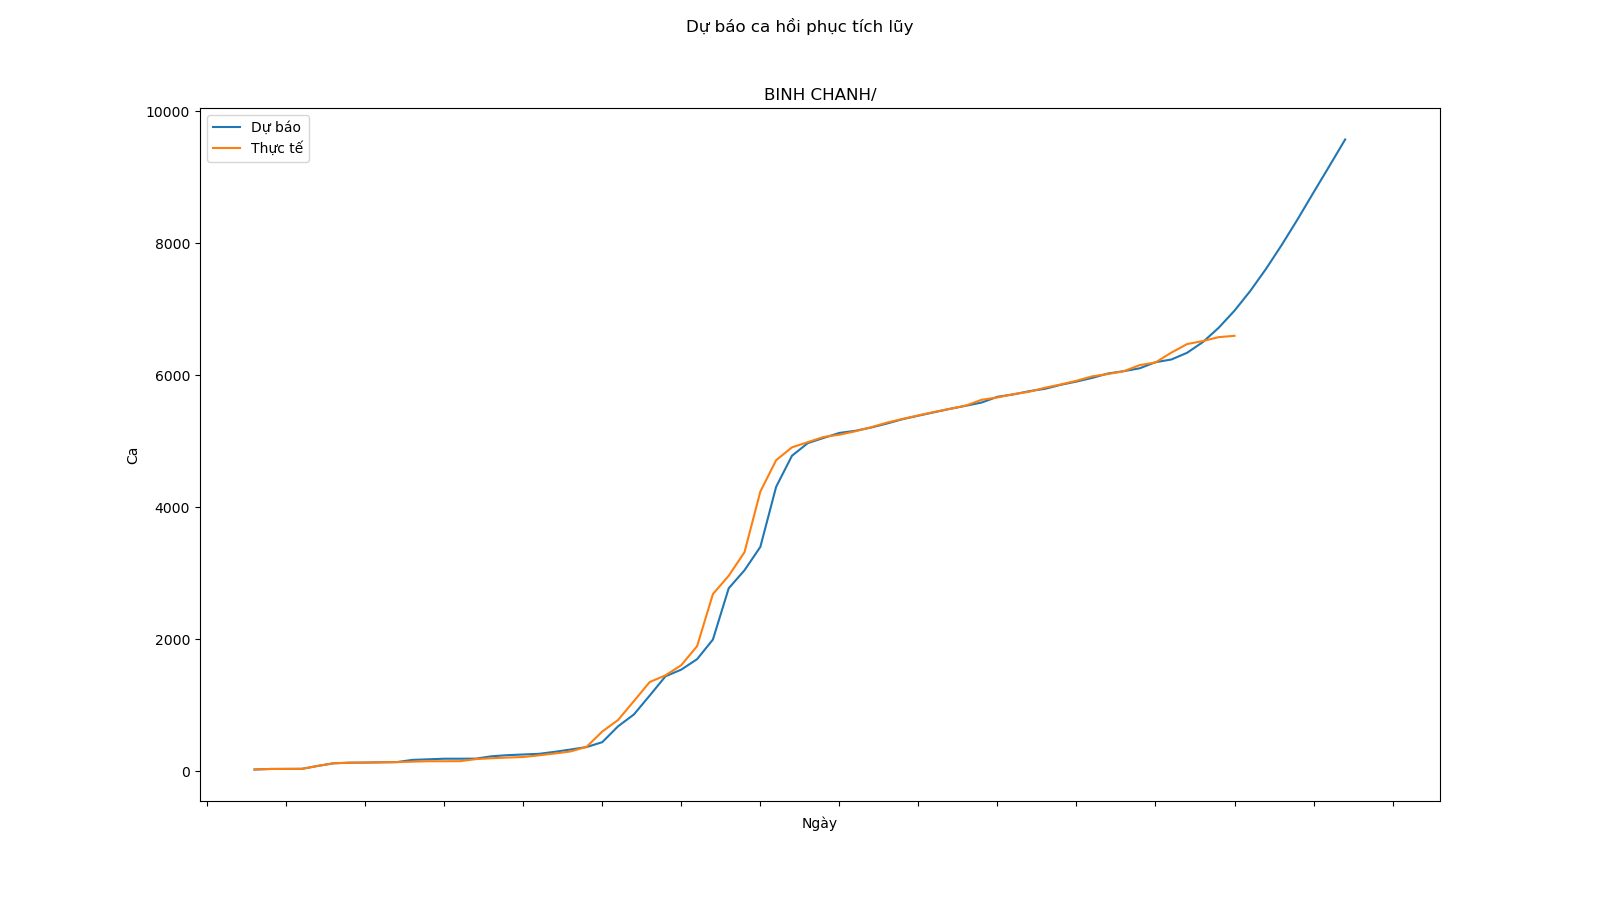 Dự báo ca hồi phục tích lũy
BINH CHANH/
10000
8000
6000
4000
2000
0
Dự báo
Thực tế
Ca
Ngày